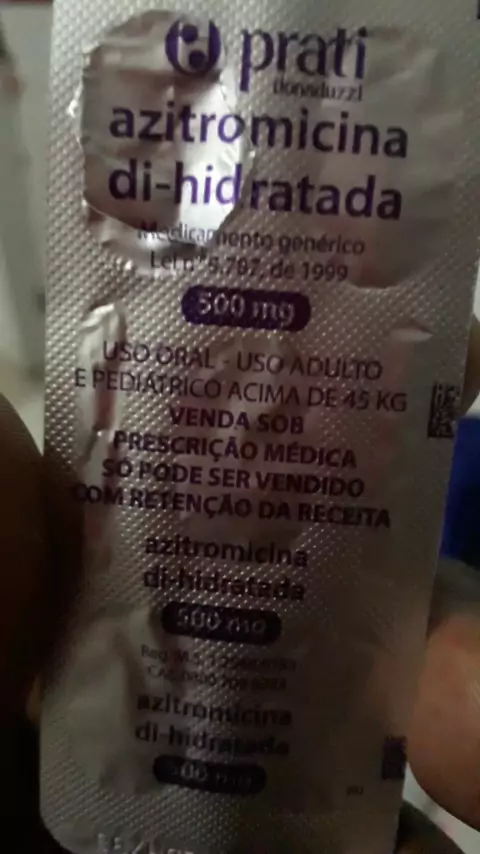 prati
donaduzzi
azitromicina
di-hidratada
Medicamento genérico
Lei nº 9.787, de 1999
500 mg
USO ORAL - USO ADULTO
E PEDIÁTRICO ACIMA DE 45 KG
VENDA SOB
PRESCRIÇÃO MÉDICA
SÓ PODE SER VENDIDO
COM RETENÇÃO DA RECEITA
azitromicina
di-hidratada
500 mg
Reg. M.S.
azitromicina
di-hidratada
500 mg